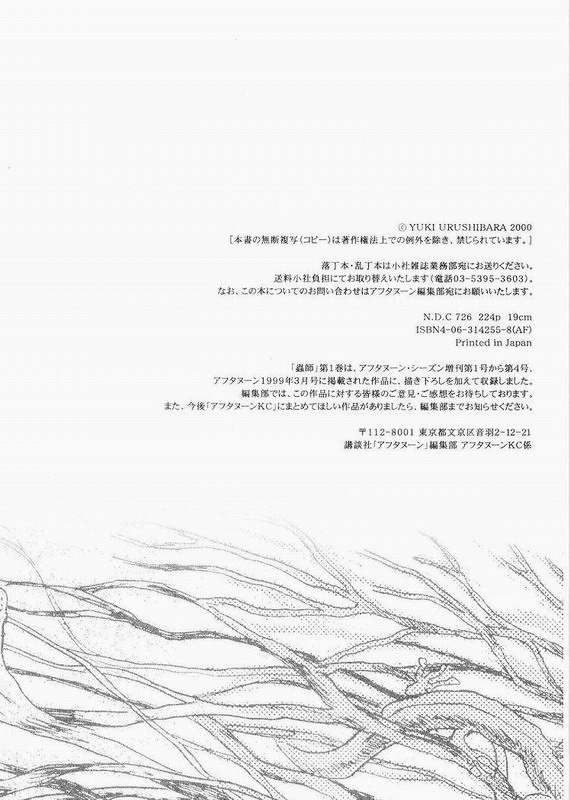 © YUKI URUSHIBARA 2000
[本書の無断複写(コピー)は著作権法上での例外を除き、禁じられています。]
落丁本・乱丁本は小社雑誌業務部宛にお送りください。
送料小社負担にてお取り替えいたします(電話03-5395-3603)。
なお、この本についてのお問い合わせはアフタヌーン編集部宛にお願いいたします。
N.D.C 726 224p 19cm
ISBN4-06-314255-8(AF)
Printed in Japan
「蟲師」第1巻は、アフタヌーン・シーズン増刊第1号から第4号、
アフタヌーン1999年3月号に掲載された作品に、描き下ろしを加えて収録しました。
編集部では、この作品に対する皆様のご意見・ご感想をお待ちしております。
また、今後「アフタヌーンKC」にまとめてほしい作品がありましたら、編集部までお知らせください。
〒112-8001 東京都文京区音羽2-12-21
講談社「アフタヌーン」編集部 アフタヌーンKC係